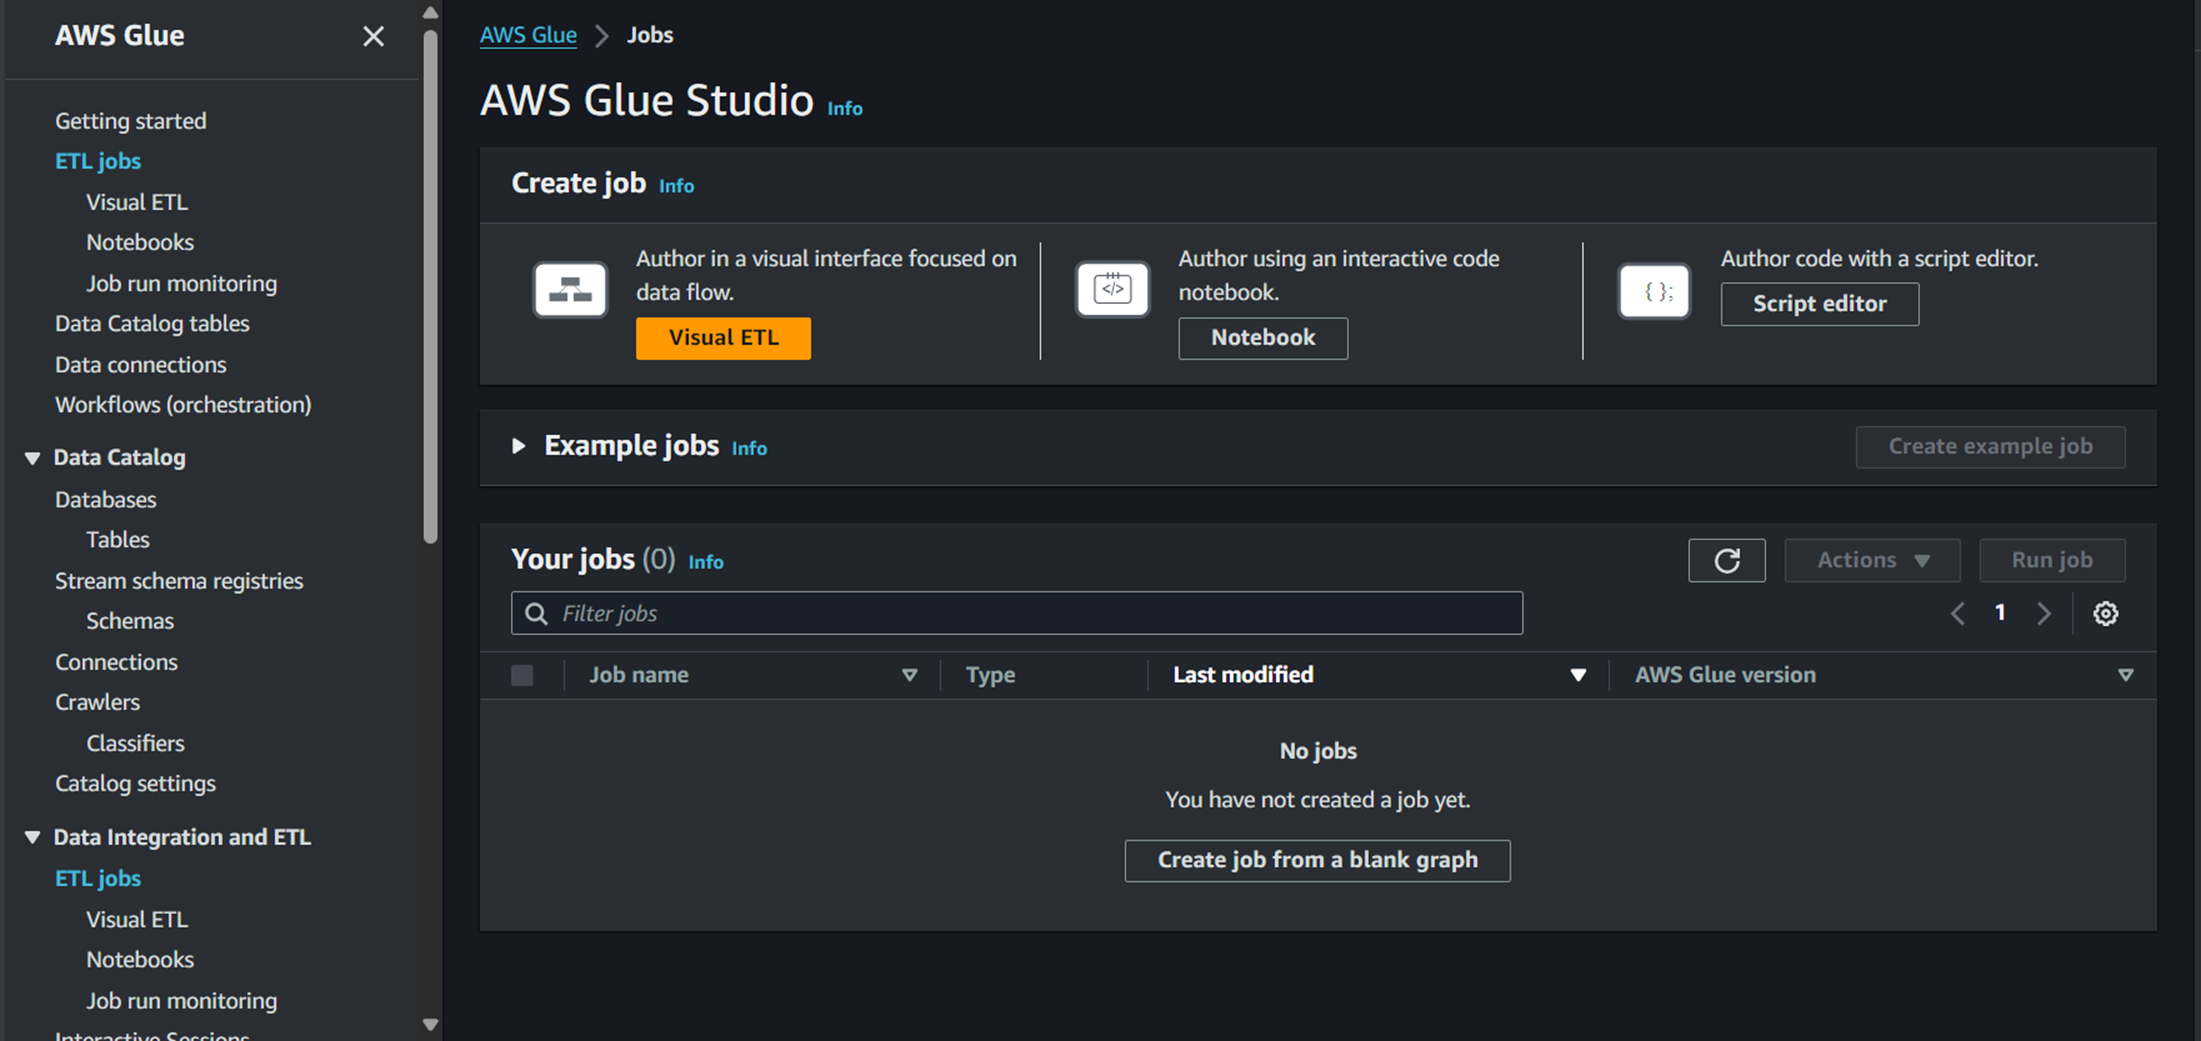 AWS Glue
Getting started
ETL jobs
Visual ETL
Notebooks
Job run monitoring
Data Catalog tables
Data connections
Workflows (orchestration)
Data Catalog
Databases
Tables
Stream schema registries
Schemas
Connections
Crawlers
Classifiers
Catalog settings
Data Integration and ETL
ETL jobs
Visual ETL
Notebooks
Job run monitoring
Interactive Sessions
AWS Glue > Jobs
AWS Glue Studio Info
Create job Info
Author in a visual interface focused on
data flow.
Visual ETL
</>
Author using an interactive code
notebook.
Notebook
{ };
Author code with a script editor.
Script editor
Example jobs Info
Create example job
Your jobs (0) Info
Actions
Run job
Filter jobs
1
Job name
Type
Last modified
AWS Glue version
No jobs
You have not created a job yet.
Create job from a blank graph